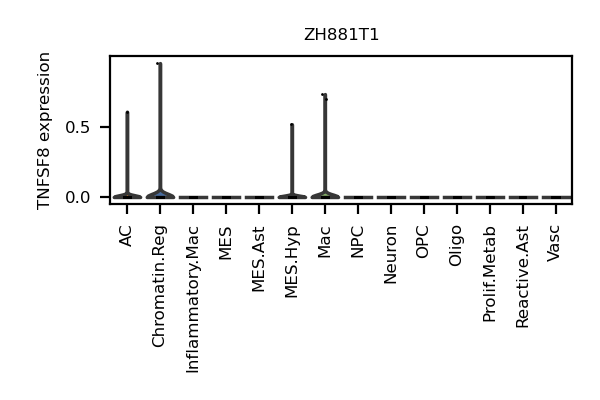 ZH881T1
TNFSF8 expression
0.5
0.0
AC
Chromatin.Reg
Inflammatory.Mac
MES
MES.Ast
MES.Hyp
Mac
NPC
Neuron
OPC
Oligo
Prolif.Metab
Reactive.Ast
Vasc